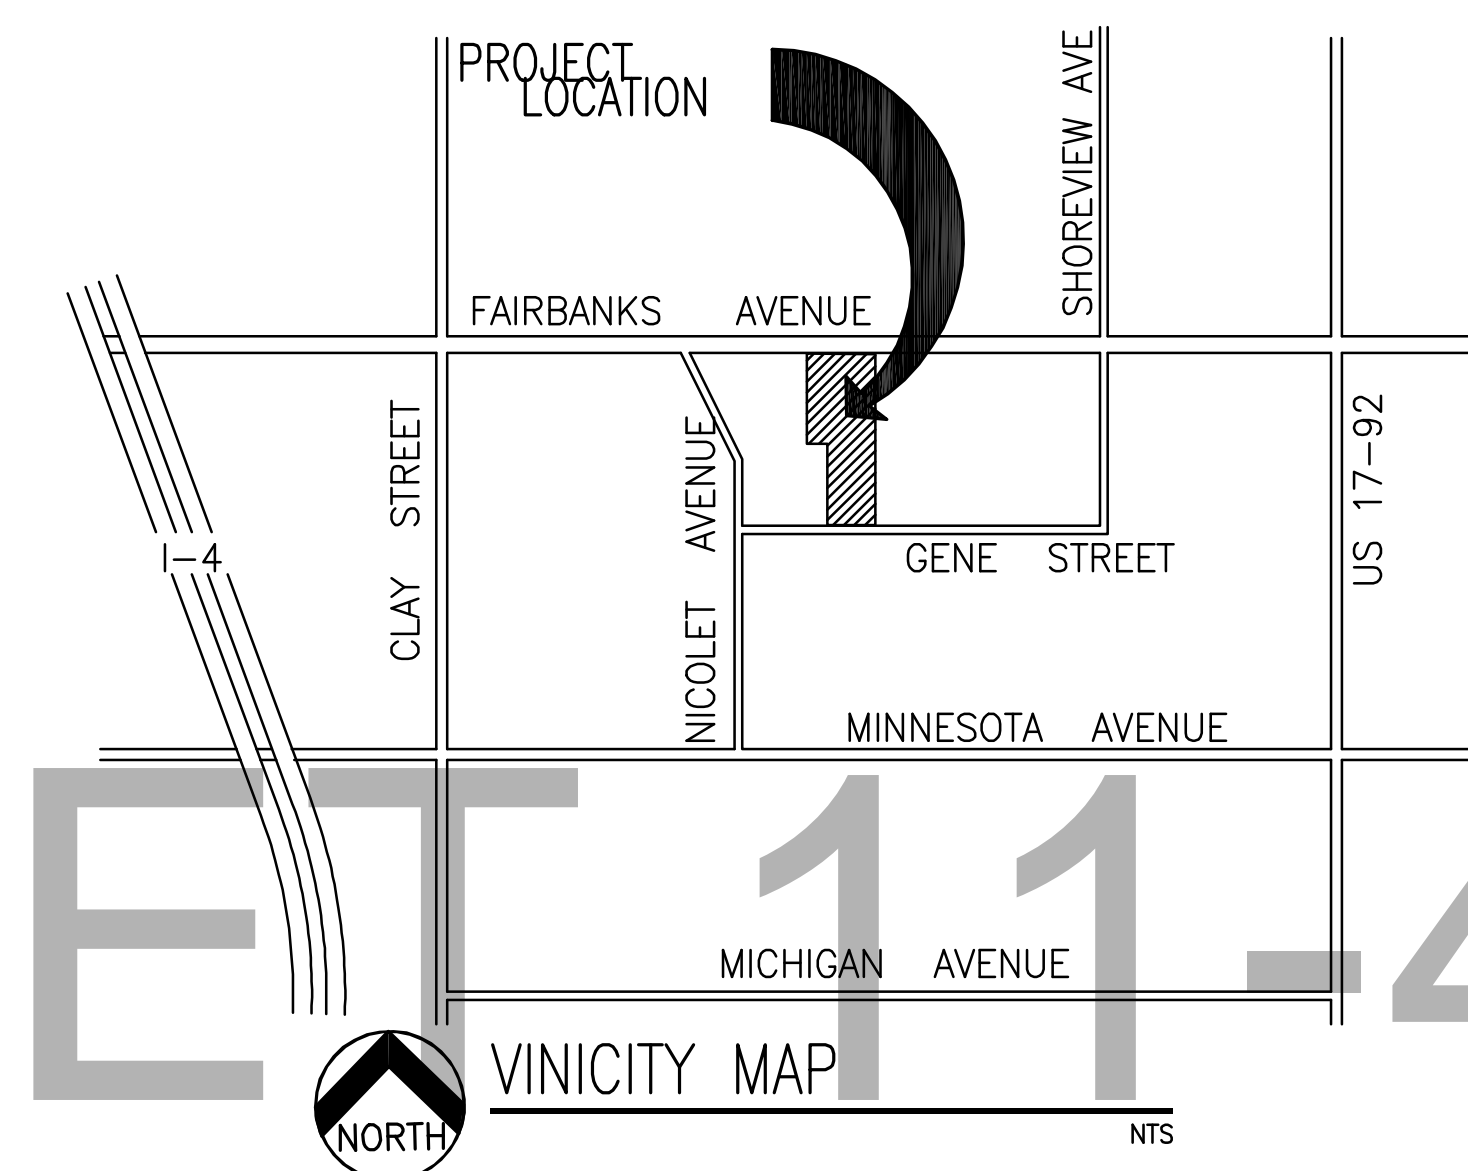 PROJECT
LOCATION
SHOREVIEW AVE
FAIRBANKS AVENUE
CLAY STREET
NICOLET AVENUE
US 17-92
I-4
GENE STREET
MINNESOTA AVENUE
ET 11-4
MICHIGAN AVENUE
VINICITY MAP
NORTH
NTS